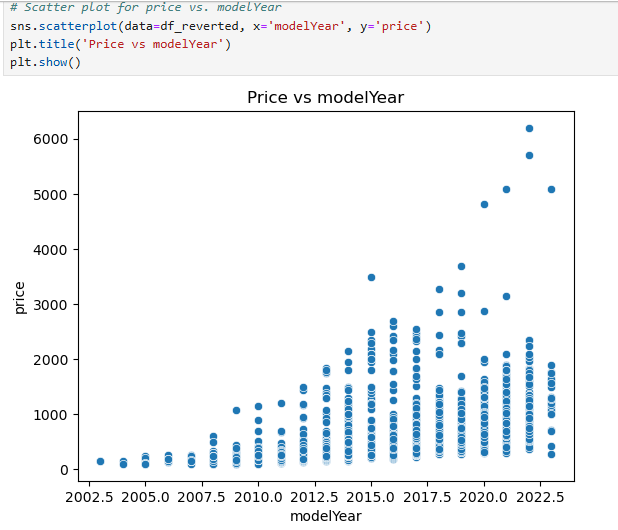 # Scatter plot for price vs. modelYear
sns.scatterplot(data=df_reverted, x='modelYear', y='price')
plt.title('Price vs modelYear')
plt.show()
Price vs modelYear
6000
5000
4000
3000
2000
1000
0
price
2002.5 2005.0 2007.5 2010.0 2012.5 2015.0 2017.5 2020.0 2022.5
modelYear